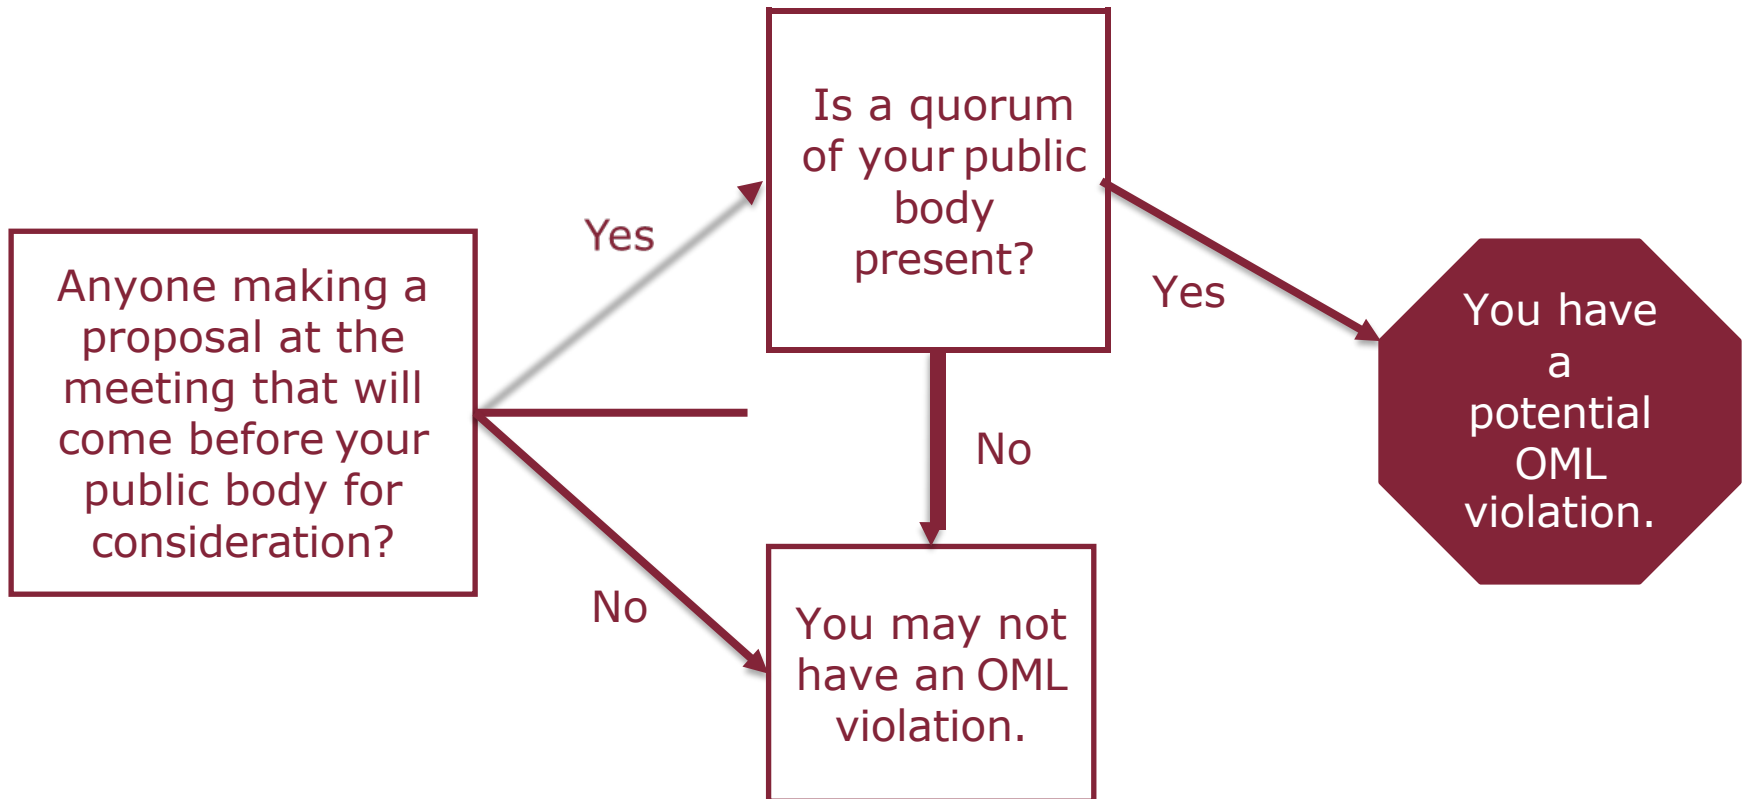 Anyone making a
proposal at the
meeting that will
come before your
public body for
consideration?
Yes
No
Is a quorum
of your public
body
present?
Yes
No
You may not
have an OML
violation.
You have
a
potential
OML
violation.